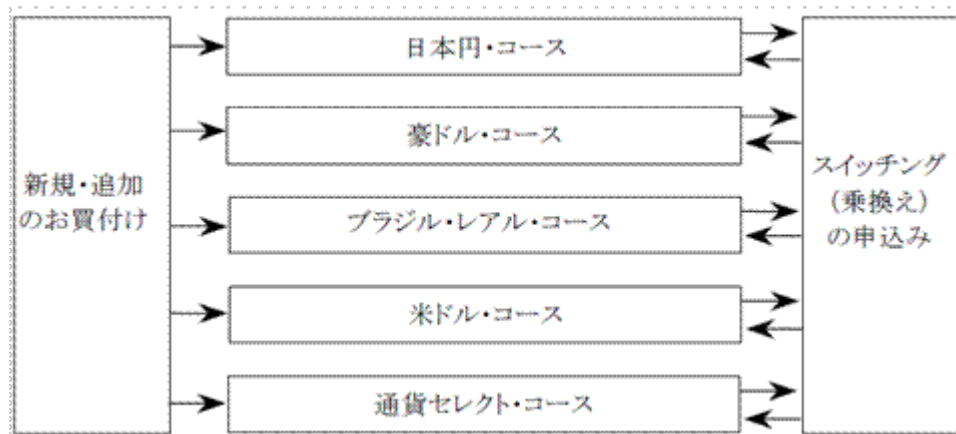 新規・追加
のお買付け
日本円・コース
豪ドル・コース
ブラジル・レアル・コース
米ドル・コース
通貨セレクト・コース
スイッチング
(乗換え)
の申込み